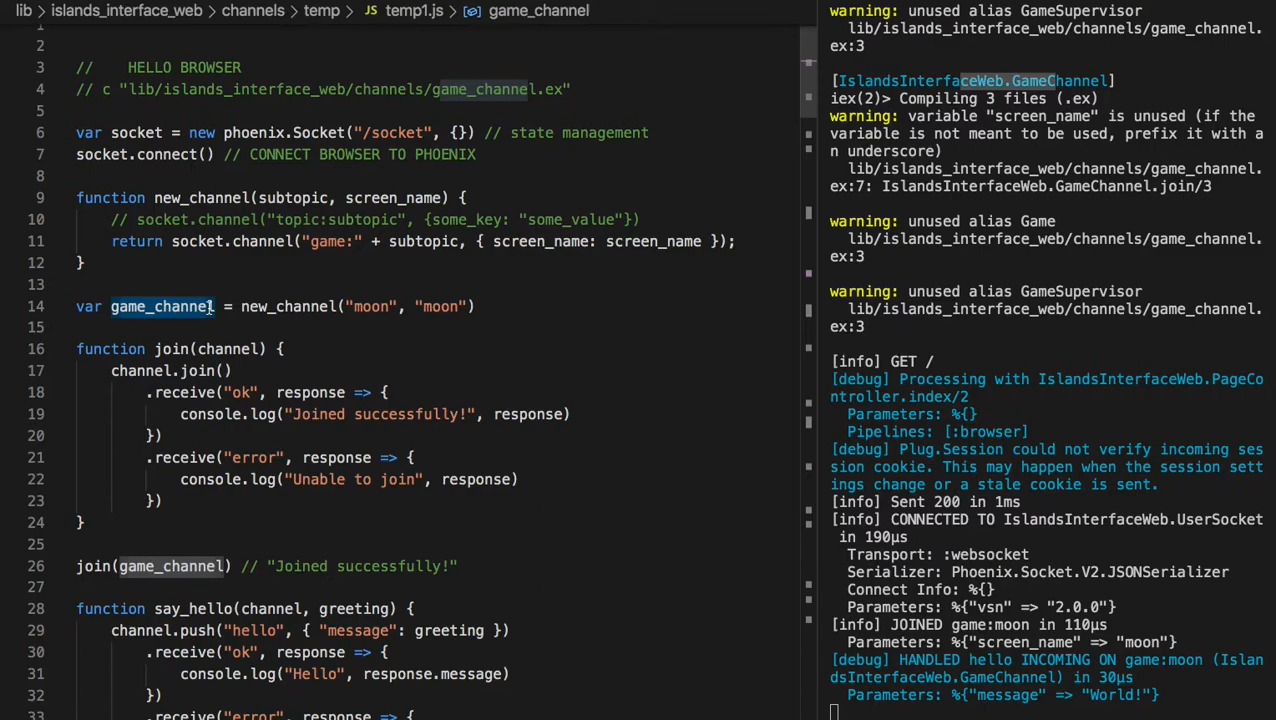 lib > islands_interface_web > channels > temp > JS temp1.js > game_channel
1
2
3 // HELLO BROWSER
4 // c "lib/islands_interface_web/channels/game_channel.ex"
5
6 var socket = new phoenix.Socket("/socket", {}) // state management
7 socket.connect() // CONNECT BROWSER TO PHOENIX
8
9 function new_channel(subtopic, screen_name) {
10 // socket.channel("topic:subtopic", {some_key: "some_value"})
11 return socket.channel("game:" + subtopic, { screen_name: screen_name });
12 }
13
14 var game_channel = new_channel("moon", "moon")
15
16 function join(channel) {
17 channel.join()
18 .receive("ok", response => {
19 console.log("Joined successfully!", response)
20 })
21 .receive("error", response => {
22 console.log("Unable to join", response)
23 })
24 }
25
26 join(game_channel) // "Joined successfully!"
27
28 function say_hello(channel, greeting) {
29 channel.push("hello", { "message": greeting })
30 .receive("ok", response => {
31 console.log("Hello", response.message)
32 })
33 .receive("error", response => {
warning: unused alias GameSupervisor
lib/islands_interface_web/channels/game_channel.
ex:3
[IslandsInterfaceWeb.GameChannel]
iex(2)> Compiling 3 files (.ex)
warning: variable "screen_name" is unused (if the
variable is not meant to be used, prefix it with a
n underscore)
lib/islands_interface_web/channels/game_channel.
ex:7: IslandsInterfaceWeb.GameChannel.join/3
warning: unused alias Game
lib/islands_interface_web/channels/game_channel.
ex:3
warning: unused alias GameSupervisor
lib/islands_interface_web/channels/game_channel.
ex:3
[info] GET /
[debug] Processing with IslandsInterfaceWeb.PageCo
ntroller.index/2
Parameters: %{}
Pipelines: [:browser]
[debug] Plug.Session could not verify incoming ses
sion cookie. This may happen when the session sett
ings change or a stale cookie is sent.
[info] Sent 200 in 1ms
[info] CONNECTED TO IslandsInterfaceWeb.UserSocket
in 190µs
Transport: :websocket
Serializer: Phoenix.Socket.V2.JSONSerializer
Connect Info: %{}
Parameters: %{"vsn" => "2.0.0"}
[info] JOINED game:moon in 110µs
Parameters: %{"screen_name" => "moon"}
[debug] HANDLED hello INCOMING ON game:moon (Islan
dsInterfaceWeb.GameChannel) in 30µs
Parameters: %{"message" => "World!"}